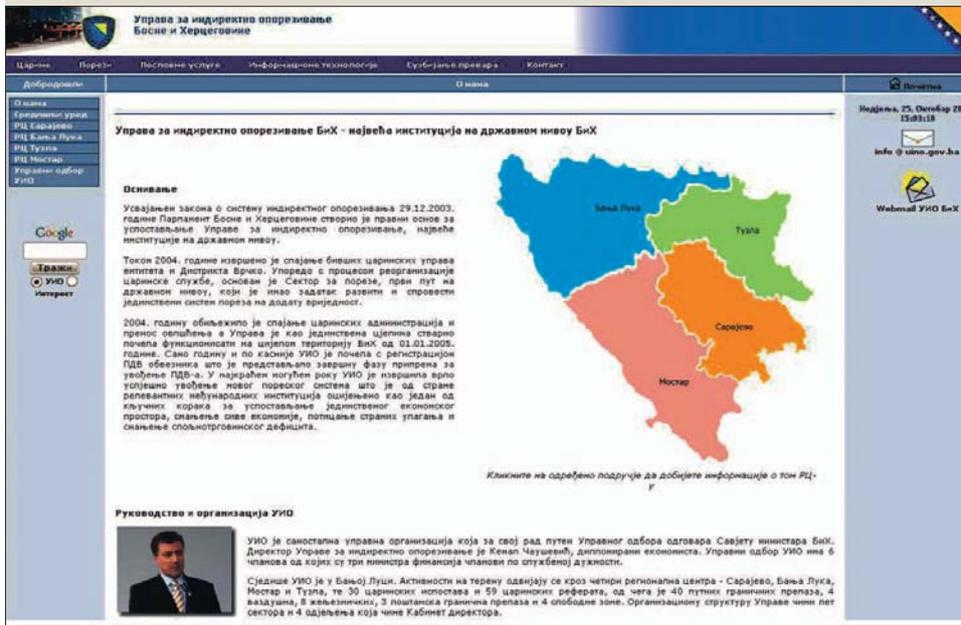 Управа за индиректно опорезивање
Босне и Херцеговине
Царине Порези Пословне услуге Информационе технологије Сузбијање превара Контакт
Добродошли
О нама
Почетна
О нама
Средишњи уред
РЦ Сарајево
РЦ Бања Лука
РЦ Тузла
РЦ Мостар
Управни одбор
УИО
Google
Тражи
УИО
Интернет
Управа за индиректно опорезивање БиХ - највећа институција на државном нивоу БиХ
Оснивање
Усвајањем закона о систему индиректног опорезивања 29.12.2003.
године Парламент Босне и Херцеговине створио је правни основ за
успостављање Управе за индиректно опорезивање, највеће
институције на државном нивоу.
Током 2004. године извршено је спајање бивших царинских управа
ентитета и Дистрикта Брчко. Упоредо с процесом реорганизације
царинске службе, основан је Сектор за порезе, први пут на
државном нивоу, који је имао задатак развити и спровести
јединствени систем пореза на додату вриједност.
2004. годину обиљежило је спајање царинских администрација и
пренос овлашћења а Управа је као јединствена цјелина стварно
почела функционисати на цијелом територију БиХ од 01.01.2005.
године. Само годину и по касније УИО је почела с регистрацијом
ПДВ обвезника што је представљало завршну фазу припрема за
увођење ПДВ-а. У најкраћем могућем року УИО је извршила врло
успјешно увођење новог пореског система што је од стране
релевантних међународних институција оцијењено као један од
кључних корака за успостављање јединственог економског
простора, смањење сиве економије, потицање страних улагања и
смањење спољнотрговинског дефицита.
Бања Лука
Тузла
Сарајево
Мостар
Кликните на одређено подручје да добијете информације о том РЦ-
у
Недјеља, 25. Октобар 20
15:03:18
info @ uino.gov.ba
Webmail УИО БиХ
Руководство и организација УИО
УИО је самостална управна организација која за свој рад путем Управног одбора одговара Савјету министара БиХ.
Директор Управе за индиректно опорезивање је Кемал Чаушевић, дипломирани економиста. Управни одбор УИО има 6
чланова од којих су три министра финансија чланови по службеној дужности.
Сједише УИО је у Бањој Луци. Активности на терену одвијају се кроз четири регионална центра - Сарајево, Бања Лука,
Мостар и Тузла, те 30 царинских испостава и 59 царинских реферата, од чега је 40 путних граничних прелаза, 4
ваздушна, 8 жељезничких, 3 поштанска гранична прелаза и 4 слободне зоне. Организациону структуру Управе чини пет
сектора и 4 одјељења која чине Кабинет директора.